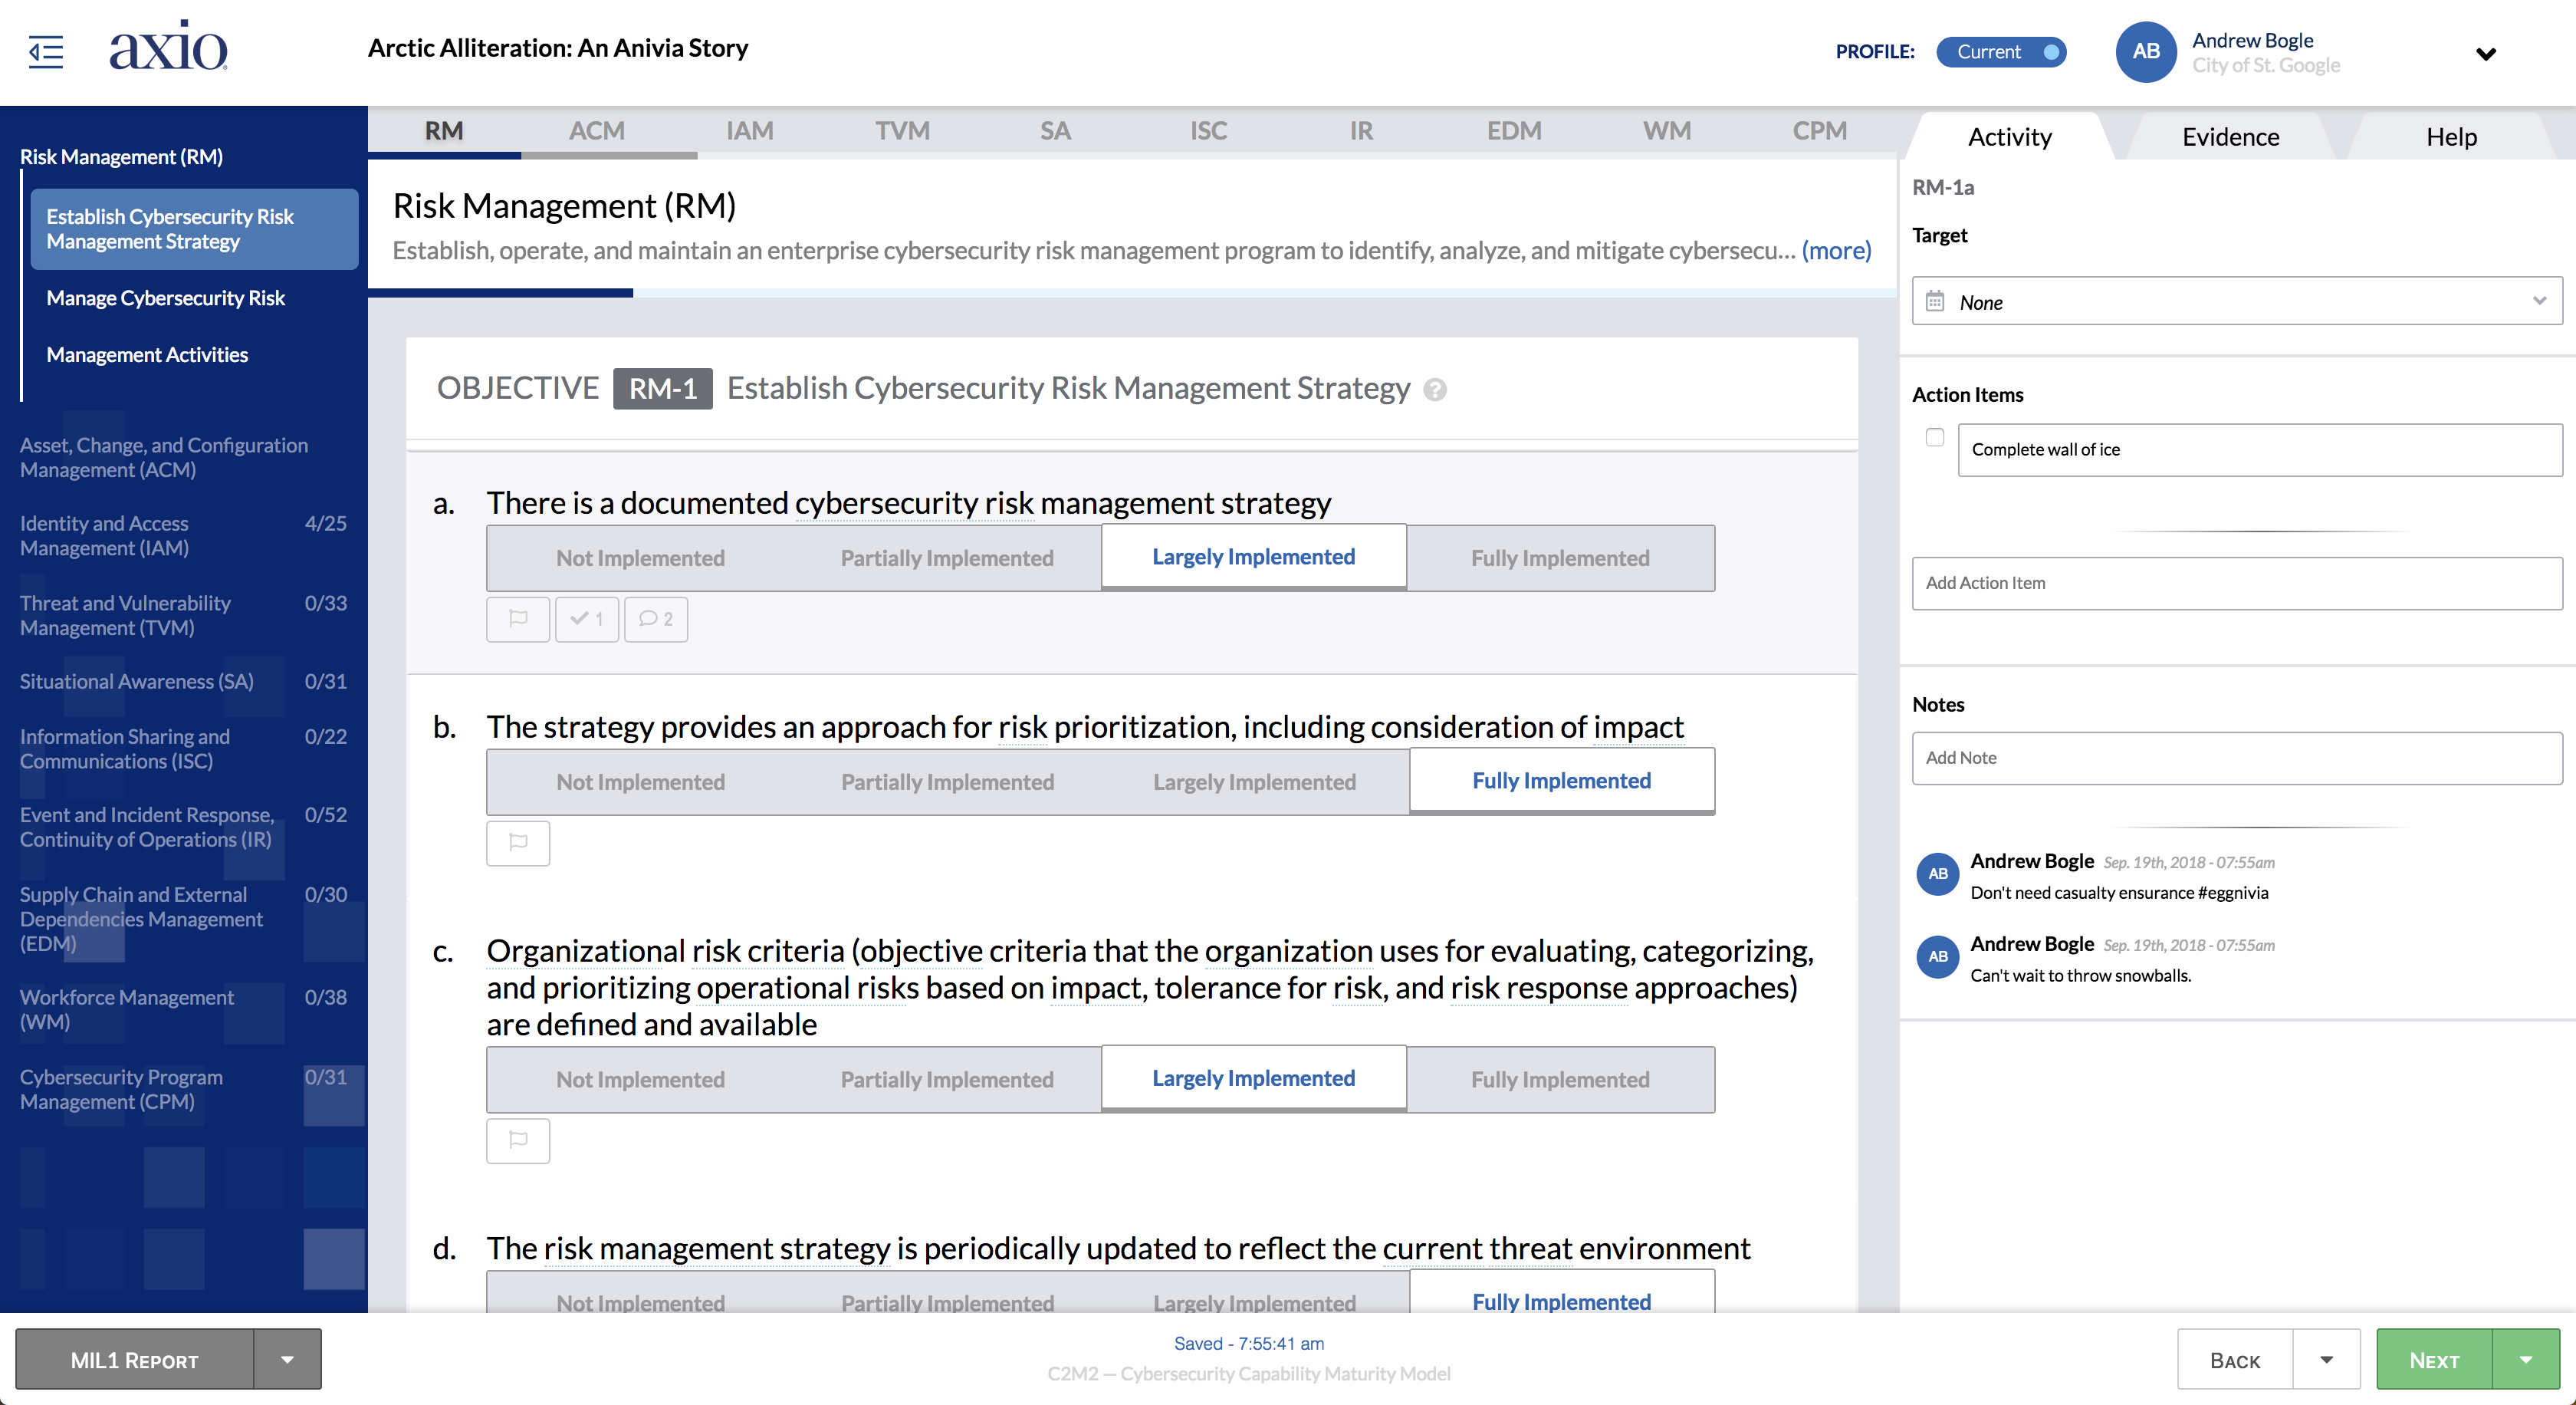 axio
Arctic Alliteration: An Anivia Story
PROFILE:
Current
AB
Andrew Bogle
City of St. Google
Risk Management (RM)
Establish Cybersecurity Risk
Management Strategy
Manage Cybersecurity Risk
Management Activities
Asset, Change, and Configuration
Management (ACM)
Identity and Access 4/25
Management (IAM)
Threat and Vulnerability 0/33
Management (TVM)
Situational Awareness (SA) 0/31
Information Sharing and 0/22
Communications (ISC)
Event and Incident Response, 0/52
Continuity of Operations (IR)
Supply Chain and External 0/30
Dependencies Management
(EDM)
Workforce Management 0/38
(WM)
Cybersecurity Program 0/31
Management (CPM)
RM ACM IAM TVM SA ISC IR EDM WM CPM
Risk Management (RM)
Establish, operate, and maintain an enterprise cybersecurity risk management program to identify, analyze, and mitigate cybersecu... (more)
OBJECTIVE RM-1 Establish Cybersecurity Risk Management Strategy ?
a. There is a documented cybersecurity risk management strategy
Not Implemented Partially Implemented Largely Implemented Fully Implemented
1 2
b. The strategy provides an approach for risk prioritization, including consideration of impact
Not Implemented Partially Implemented Largely Implemented Fully Implemented
c. Organizational risk criteria (objective criteria that the organization uses for evaluating, categorizing,
and prioritizing operational risks based on impact, tolerance for risk, and risk response approaches)
are defined and available
Not Implemented Partially Implemented Largely Implemented Fully Implemented
d. The risk management strategy is periodically updated to reflect the current threat environment
Not Implemented Partially Implemented Largely Implemented Fully Implemented
Activity Evidence Help
RM-1a
Target
None
Action Items
Complete wall of ice
Add Action Item
Notes
Add Note
AB
Andrew Bogle Sep. 19th, 2018 - 07:55am
Don't need casualty ensurance #eggnivia
AB
Andrew Bogle Sep. 19th, 2018 - 07:55am
Can't wait to throw snowballs.
MIL1 REPORT
Saved - 7:55:41 am
C2M2 — Cybersecurity Capability Maturity Model
BACK
NEXT